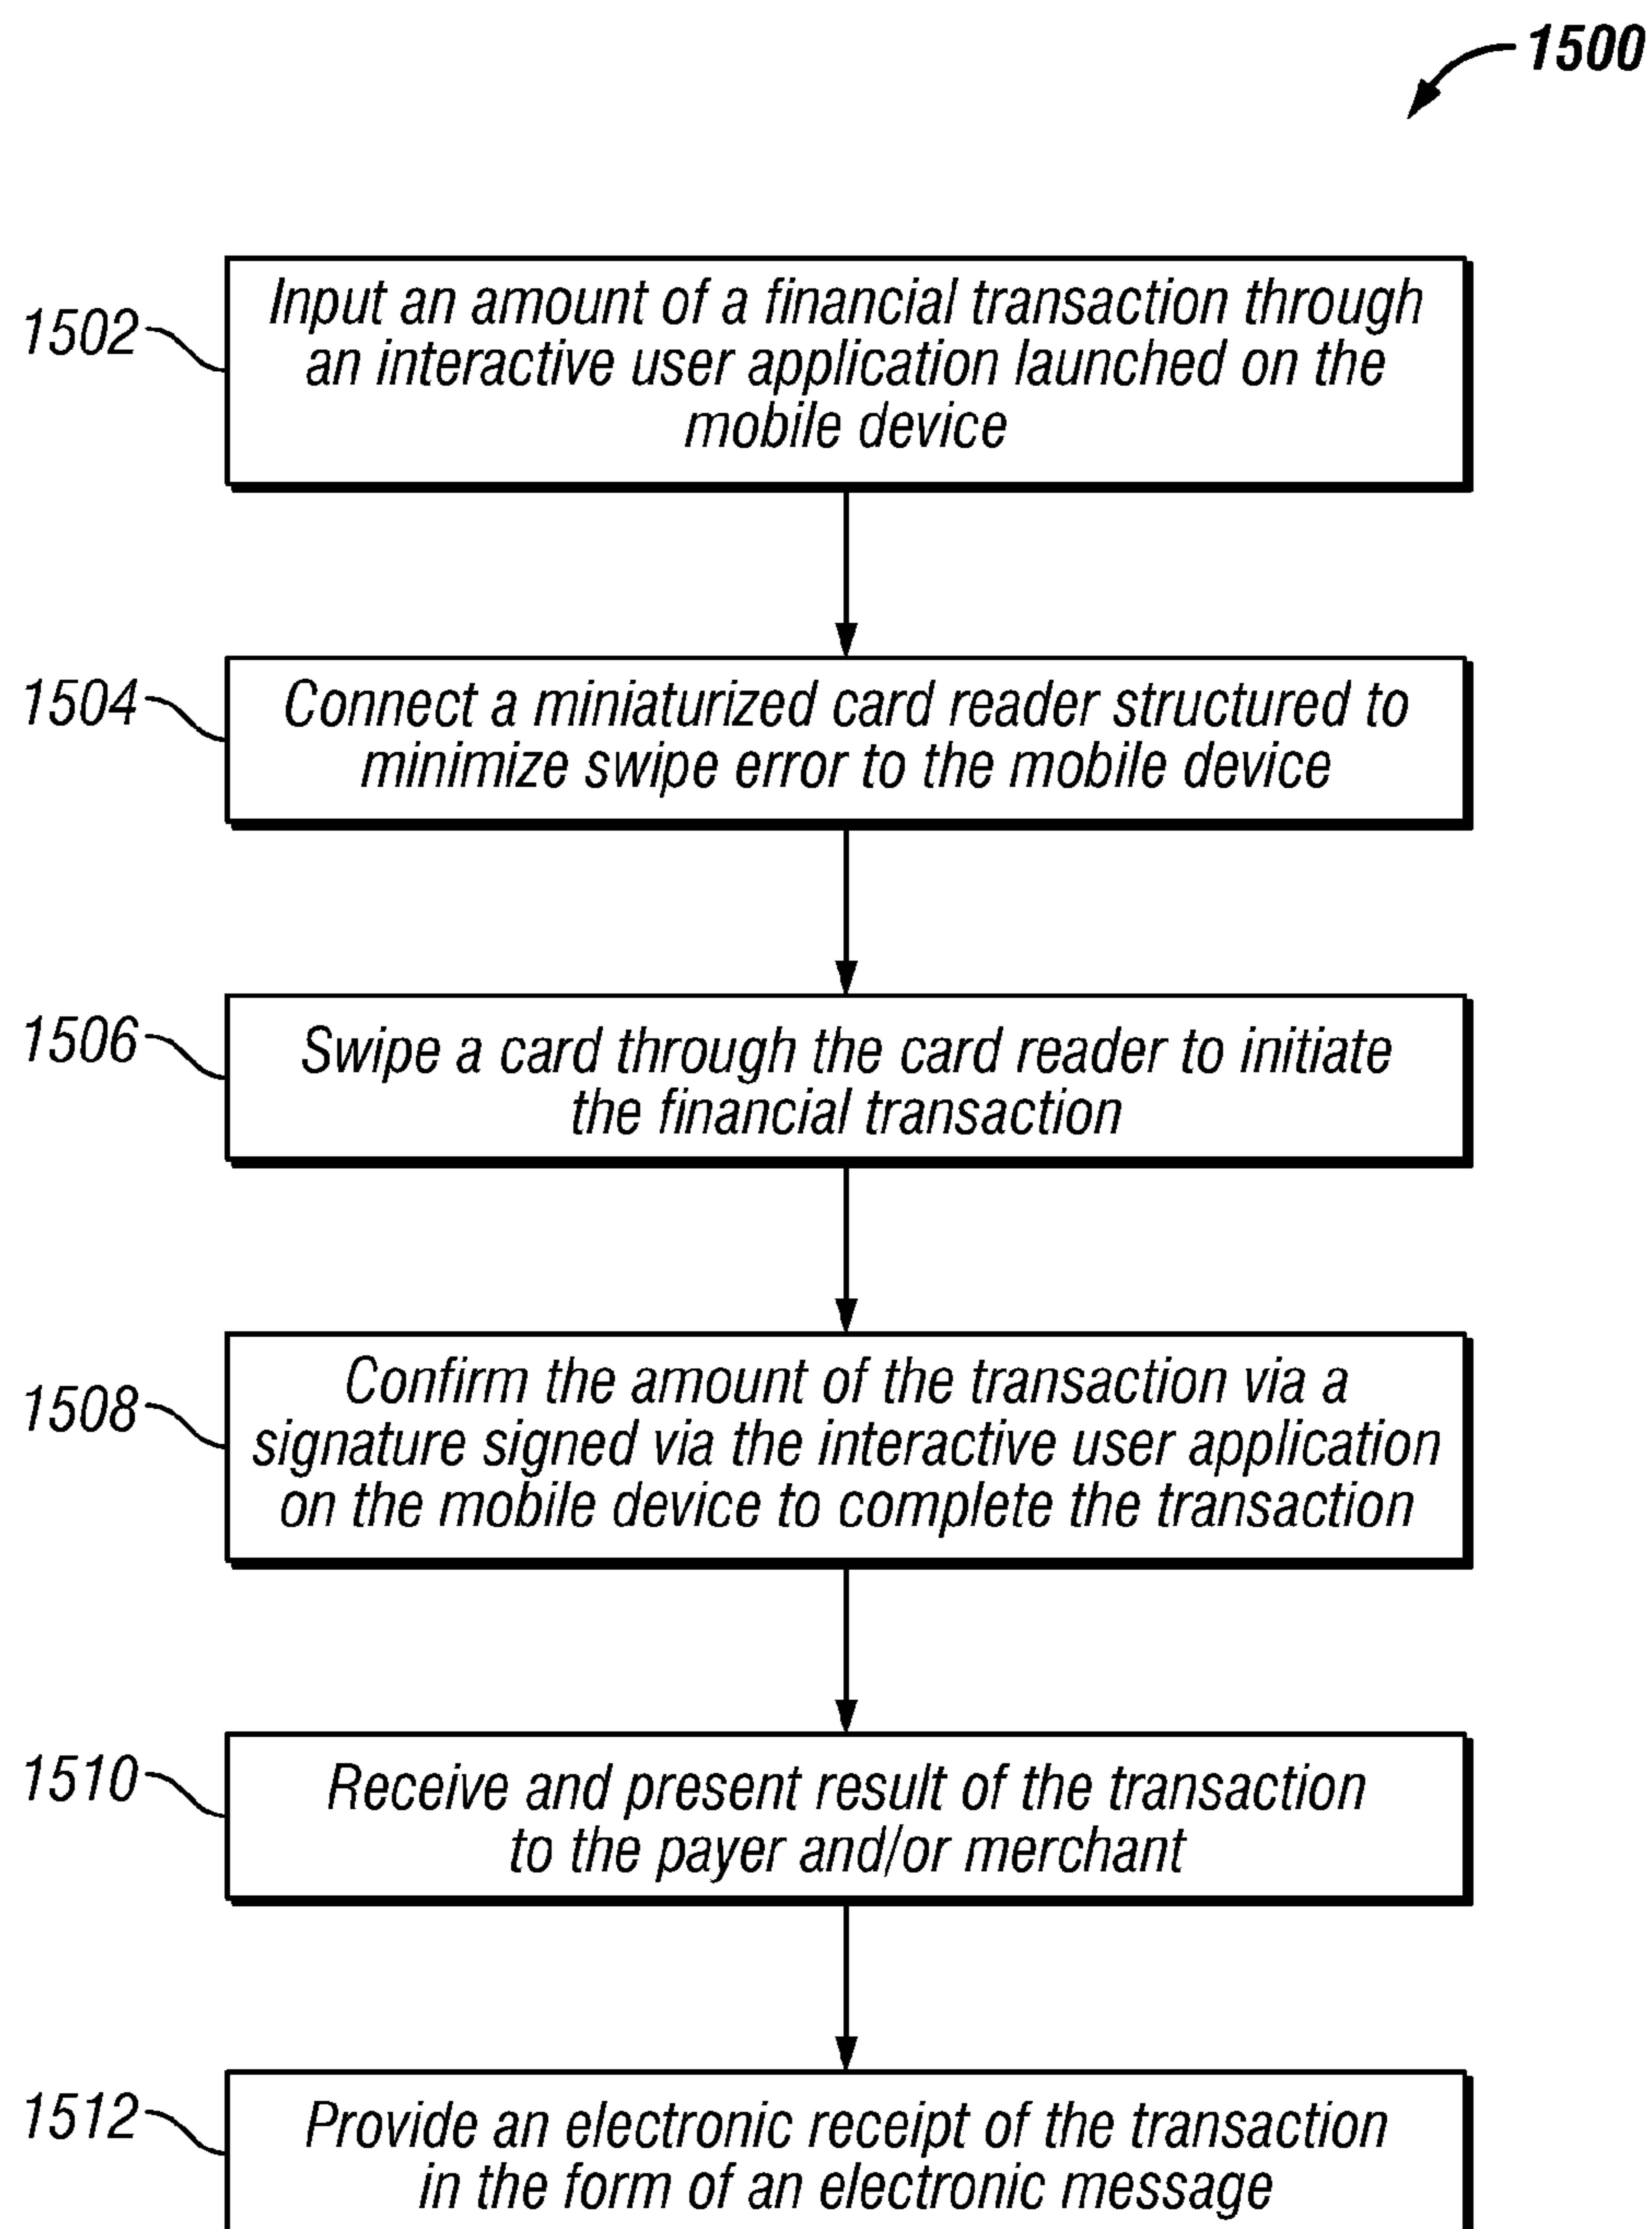 1500
1502
Input an amount of a financial transaction through
an interactive user application launched on the
mobile device
1504
Connect a miniaturized card reader structured to
minimize swipe error to the mobile device
1506
Swipe a card through the card reader to initiate
the financial transaction
1508
Confirm the amount of the transaction via a
signature signed via the interactive user application
on the mobile device to complete the transaction
1510
Receive and present result of the transaction
to the payer and/or merchant
1512
Provide an electronic receipt of the transaction
in the form of an electronic message